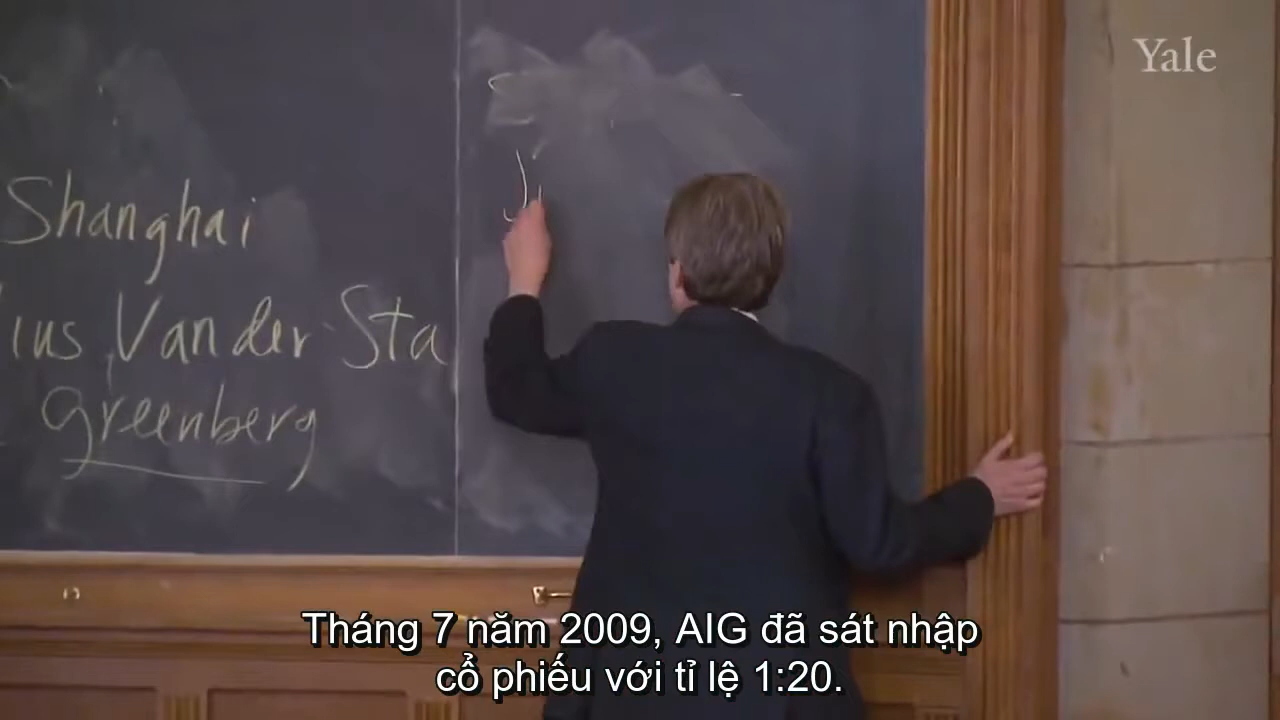 Yale
Shanghai
ius Van der Sta
Greenberg
Tháng 7 năm 2009, AIG đã sát nhập
cổ phiếu với tỉ lệ 1:20.